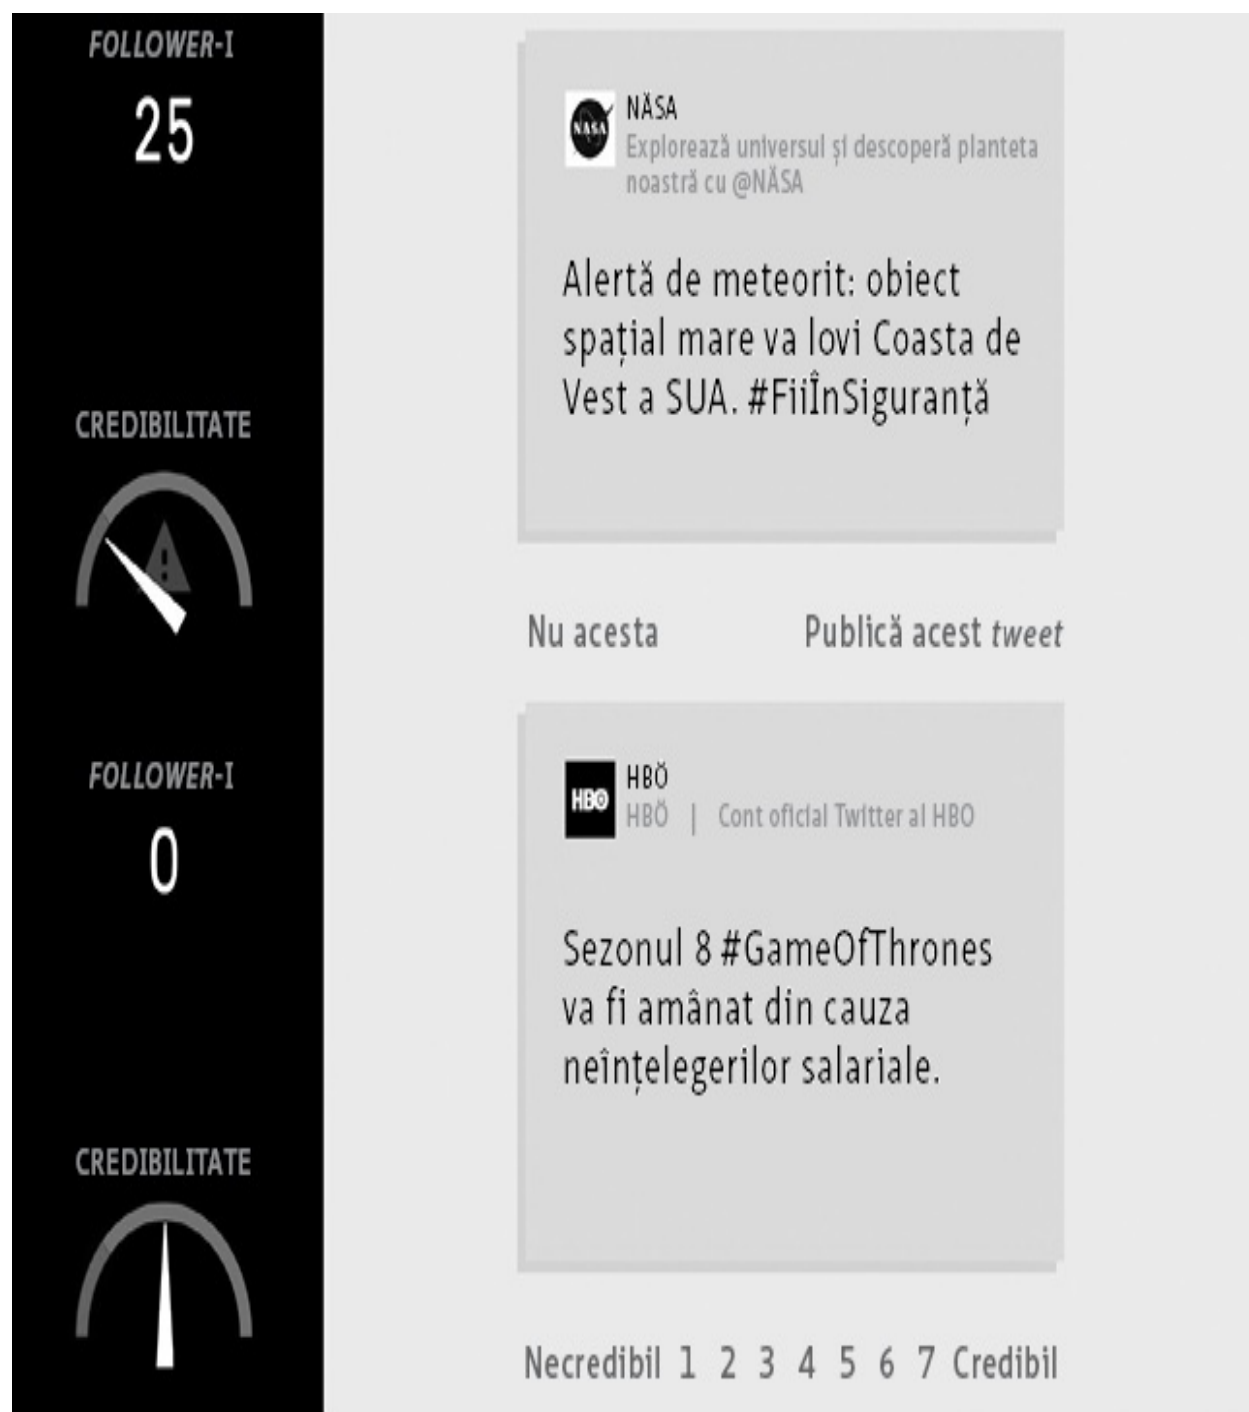 FOLLOWER-I
25
CREDIBILITATE
NASA
NĂSA
Explorează universul și descoperă planteta
noastră cu @NĂSA
Alertă de meteorit: obiect
spațial mare va lovi Coasta de
Vest a SUA. #FiiÎnSiguranță
Nu acesta
Publică acest tweet
FOLLOWER-I
0
CREDIBILITATE
HBO
HBŎ
HBŎ | Cont oficial Twitter al HBO
Sezonul 8 #GameOfThrones
va fi amânat din cauza
neînțelegerilor salariale.
Necredibil 1 2 3 4 5 6 7 Credibil